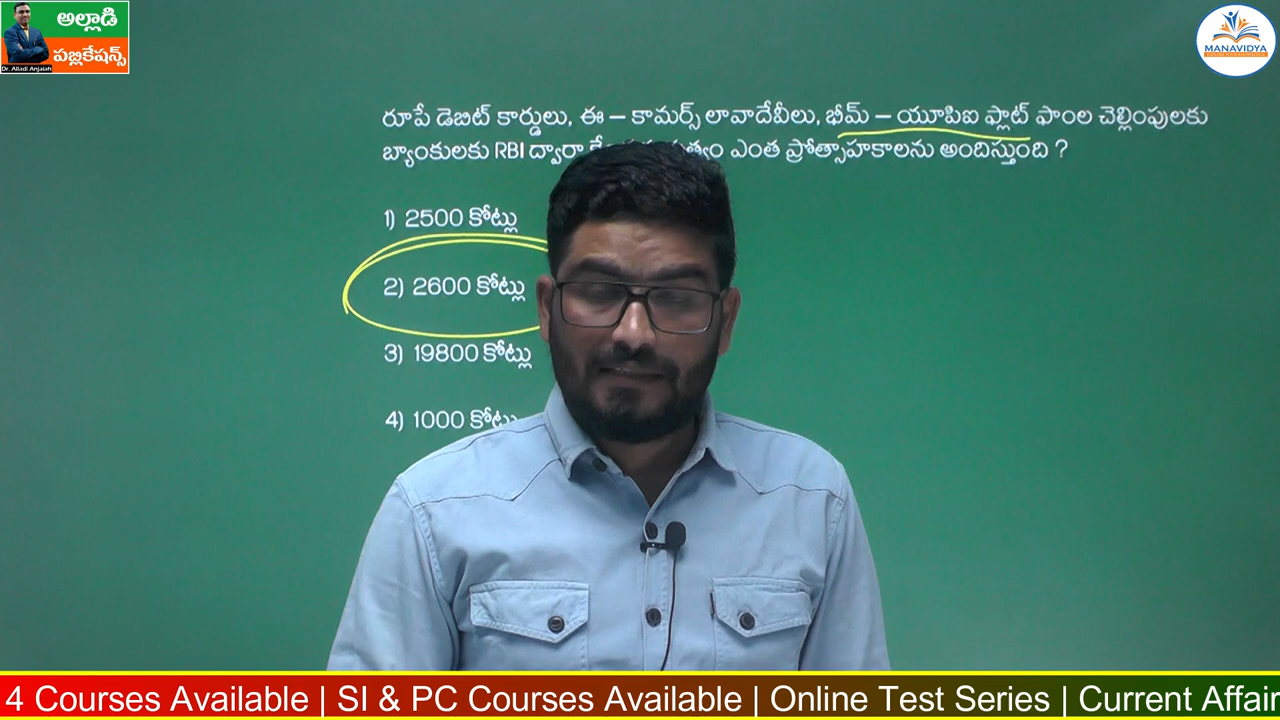 అల్లాడి
పబ్లికేషన్స్
Dr. Alladi Anjaiah
MANAVIDYA
రూపే డెబిట్ కార్డులు, ఈ – కామర్స్ లావాదేవీలు, భీమ్ – యూపిఐ ఫ్లాట్ ఫాంల చెల్లింపులకు
బ్యాంకులకు RBI ద్వారా ఎంత ప్రోత్సాహకాలను అందిస్తుంది ?
1) 2500 కోట్లు
2) 2600 కోట్లు
3) 19800 కోట్లు
4) 1000 కోట్లు
4 Courses Available | SI & PC Courses Available | Online Test Series | Current Affair